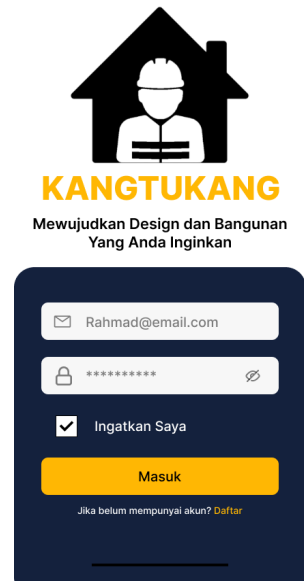 KANGTUKANG
Mewujudkan Design dan Bangunan
Yang Anda Inginkan
Rahmad@email.com
**********
Ingatkan Saya
Masuk
Jika belum mempunyai akun? Daftar